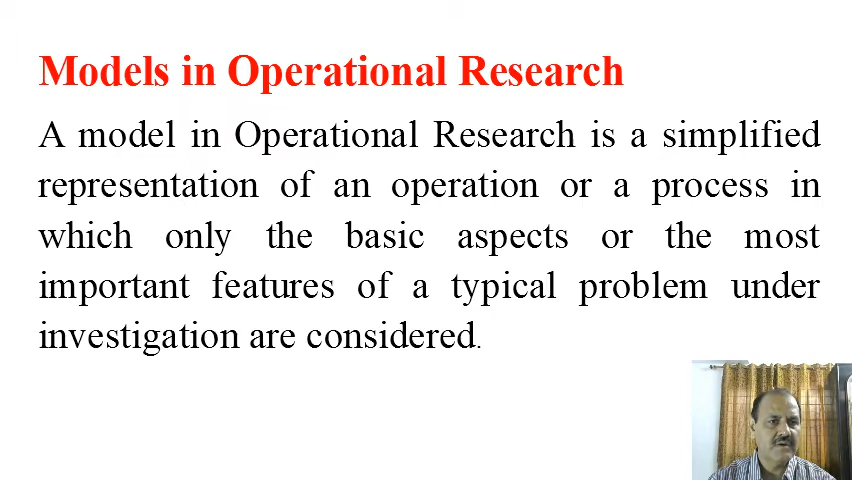 Models in Operational Research
A model in Operational Research is a simplified
representation of an operation or a process in
which only the basic aspects or the most
important features of a typical problem under
investigation are considered.